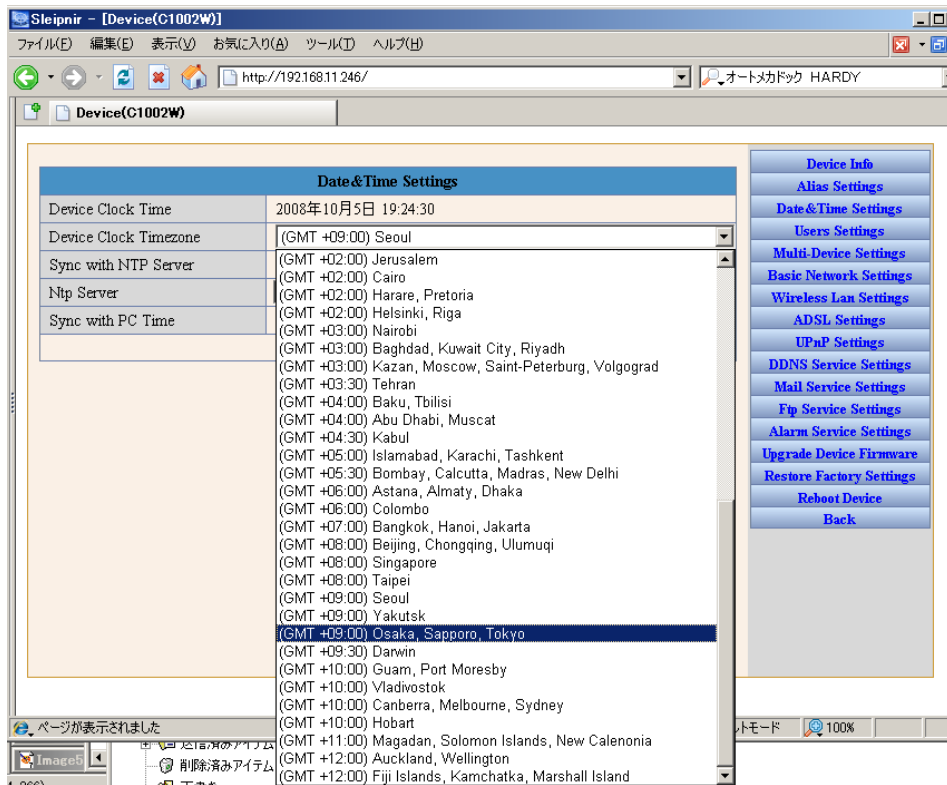 Sleipnir - [Device(C1002W)]
ファイル(F) 編集(E) 表示(V) お気に入り(A) ツール(T) ヘルプ(H)
http://192.168.11.246/ オートメカドック HARDY
Device(C1002W)
Date&Time Settings
Device Clock Time 2008年10月5日 19:24:30
Device Clock Timezone (GMT +09:00) Seoul
Sync with NTP Server
Ntp Server
Sync with PC Time
(GMT +02:00) Jerusalem
(GMT +02:00) Cairo
(GMT +02:00) Harare, Pretoria
(GMT +02:00) Helsinki, Riga
(GMT +03:00) Nairobi
(GMT +03:00) Baghdad, Kuwait City, Riyadh
(GMT +03:00) Kazan, Moscow, Saint-Peterburg, Volgograd
(GMT +03:30) Tehran
(GMT +04:00) Baku, Tbilisi
(GMT +04:00) Abu Dhabi, Muscat
(GMT +04:30) Kabul
(GMT +05:00) Islamabad, Karachi, Tashkent
(GMT +05:30) Bombay, Calcutta, Madras, New Delhi
(GMT +06:00) Astana, Almaty, Dhaka
(GMT +06:00) Colombo
(GMT +07:00) Bangkok, Hanoi, Jakarta
(GMT +08:00) Beijing, Chongqing, Ulumuqi
(GMT +08:00) Singapore
(GMT +08:00) Taipei
(GMT +09:00) Seoul
(GMT +09:00) Yakutsk
(GMT +09:00) Osaka, Sapporo, Tokyo
(GMT +09:30) Darwin
(GMT +10:00) Guam, Port Moresby
(GMT +10:00) Vladivostok
(GMT +10:00) Canberra, Melbourne, Sydney
(GMT +10:00) Hobart
(GMT +11:00) Magadan, Solomon Islands, New Calenonia
(GMT +12:00) Auckland, Wellington
(GMT +12:00) Fiji Islands, Kamchatka, Marshall Island
Device Info
Alias Settings
Date&Time Settings
Users Settings
Multi-Device Settings
Basic Network Settings
Wireless Lan Settings
ADSL Settings
UPnP Settings
DDNS Service Settings
Mail Service Settings
Ftp Service Settings
Alarm Service Settings
Upgrade Device Firmware
Restore Factory Settings
Reboot Device
Back
ページが表示されました トモード 100%
Image5
削除済みアイテム